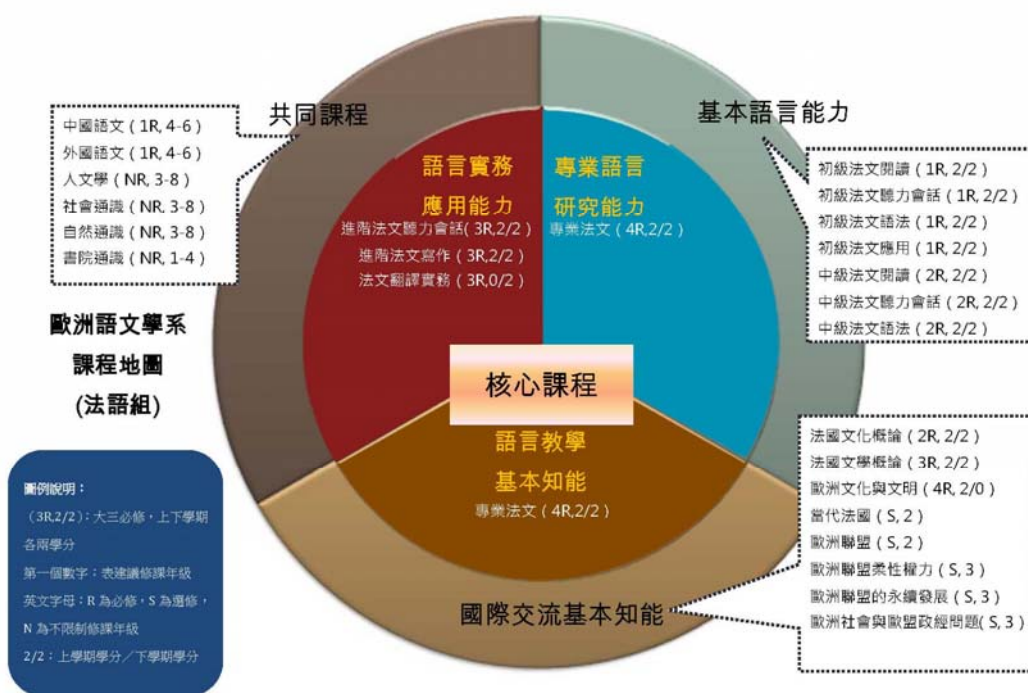 共同課程
中國語文 ( 1R, 4-6 )
外國語文 ( 1R, 4-6 )
人文學 ( NR, 3-8 )
社會通識 ( NR, 3-8 )
自然通識 ( NR, 3-8 )
書院通識 ( NR, 1-4 )
基本語言能力
初級法文閱讀 ( 1R, 2/2 )
初級法文聽力會話 ( 1R, 2/2 )
初級法文語法 ( 1R, 2/2 )
初級法文應用 ( 1R, 2/2 )
中級法文閱讀 ( 2R, 2/2 )
中級法文聽力會話 ( 2R, 2/2 )
中級法文語法 ( 2R, 2/2 )
語言實務
應用能力
進階法文聽力會話( 3R,2/2 )
進階法文寫作 ( 3R,2/2 )
法文翻譯實務 ( 3R,0/2 )
專業語言
研究能力
專業法文 ( 4R,2/2 )
歐洲語文學系
課程地圖
(法語組)
核心課程
語言教學
基本知能
專業法文 ( 4R,2/2 )
國際交流基本知能
法國文化概論 ( 2R, 2/2 )
法國文學概論 ( 3R, 2/2 )
歐洲文化與文明 ( 4R, 2/0 )
當代法國 ( S, 2 )
歐洲聯盟 ( S, 2 )
歐洲聯盟柔性權力 ( S, 3 )
歐洲聯盟的永續發展 ( S, 3 )
歐洲社會與歐盟政經問題( S, 3 )
圖例說明：
（3R,2/2）：大三必修，上下學期
各兩學分
第一個數字：表建議修課年級
英文字母：R 為必修，S 為選修，
N 為不限制修課年級
2/2：上學期學分／下學期學分